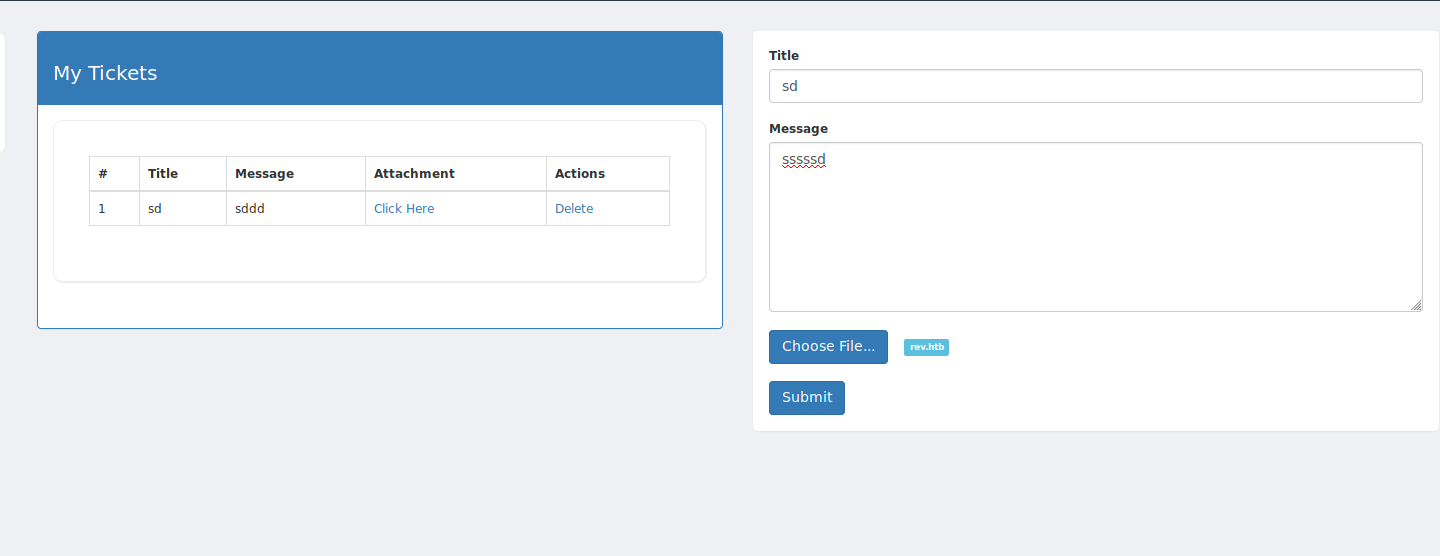 My Tickets
# Title Message Attachment Actions
1 sd sddd Click Here Delete
Title
sd
Message
sssssd
Choose File... rev.htb
Submit